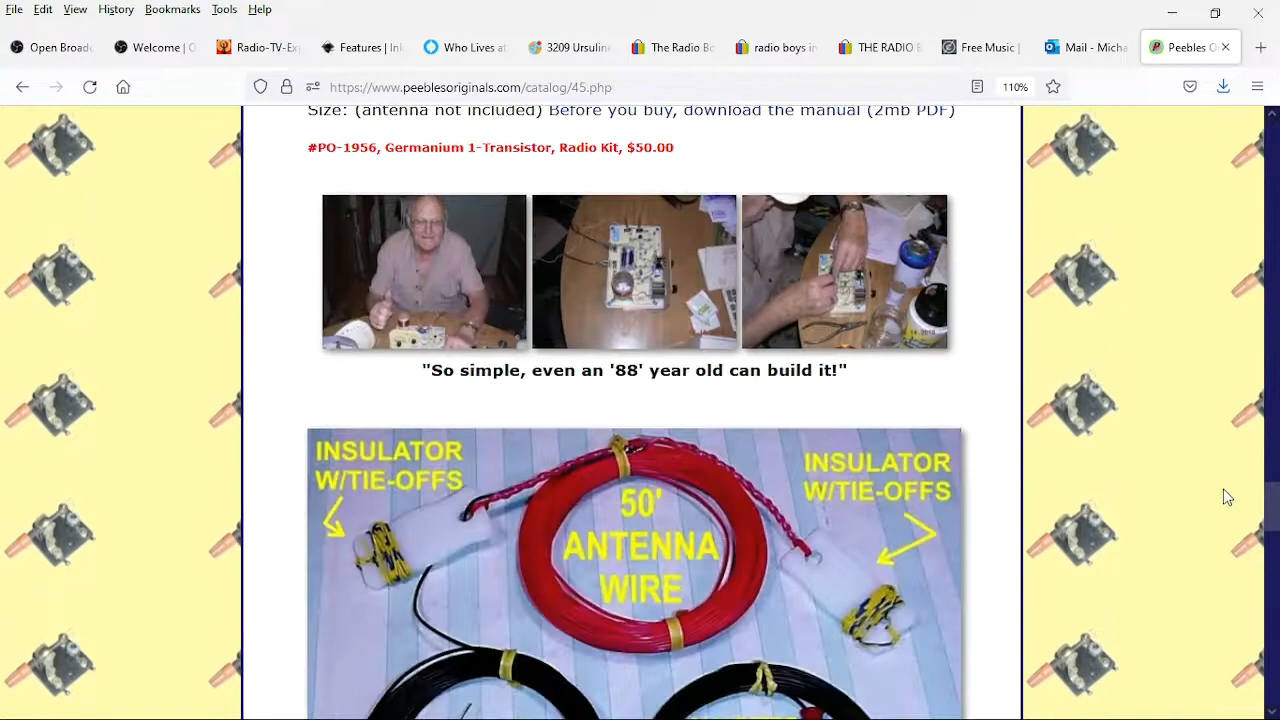 File Edit View History Bookmarks Tools Help
Open Broad
Welcome | O
Radio-TV-Ex
Features | Ink
Who Lives at
3209 Ursulin
The Radio Bo
radio boys in
THE RADIO B
Free Music |
Mail - Micha
Peebles O
https://www.peeblesoriginals.com/catalog/45.php
110%
Size: (antenna not included) Before you buy, download the manual (2mb PDF)
#PO-1956, Germanium 1-Transistor, Radio Kit, $50.00
"So simple, even an '88' year old can build it!"
INSULATOR
W/TIE-OFFS
50'
ANTENNA
WIRE
INSULATOR
W/TIE-OFFS